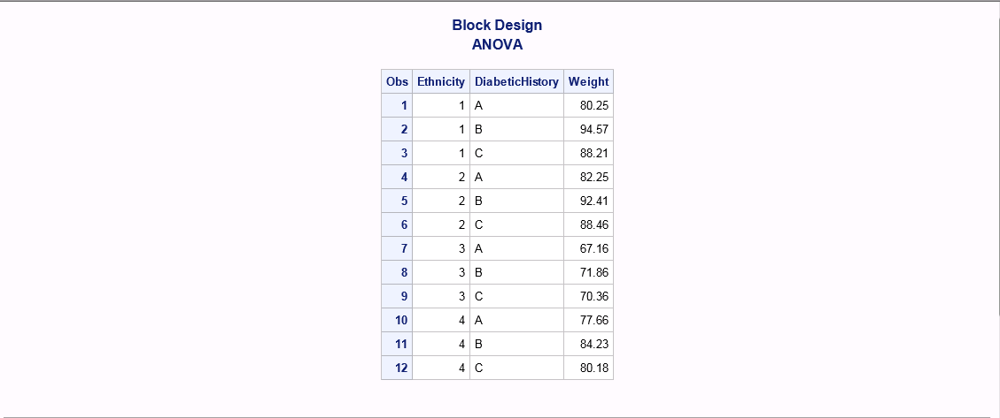 Block Design
ANOVA
Obs Ethnicity DiabeticHistory Weight
1 1 A 80.25
2 1 B 94.57
3 1 C 88.21
4 2 A 82.25
5 2 B 92.41
6 2 C 88.46
7 3 A 67.16
8 3 B 71.86
9 3 C 70.36
10 4 A 77.66
11 4 B 84.23
12 4 C 80.18